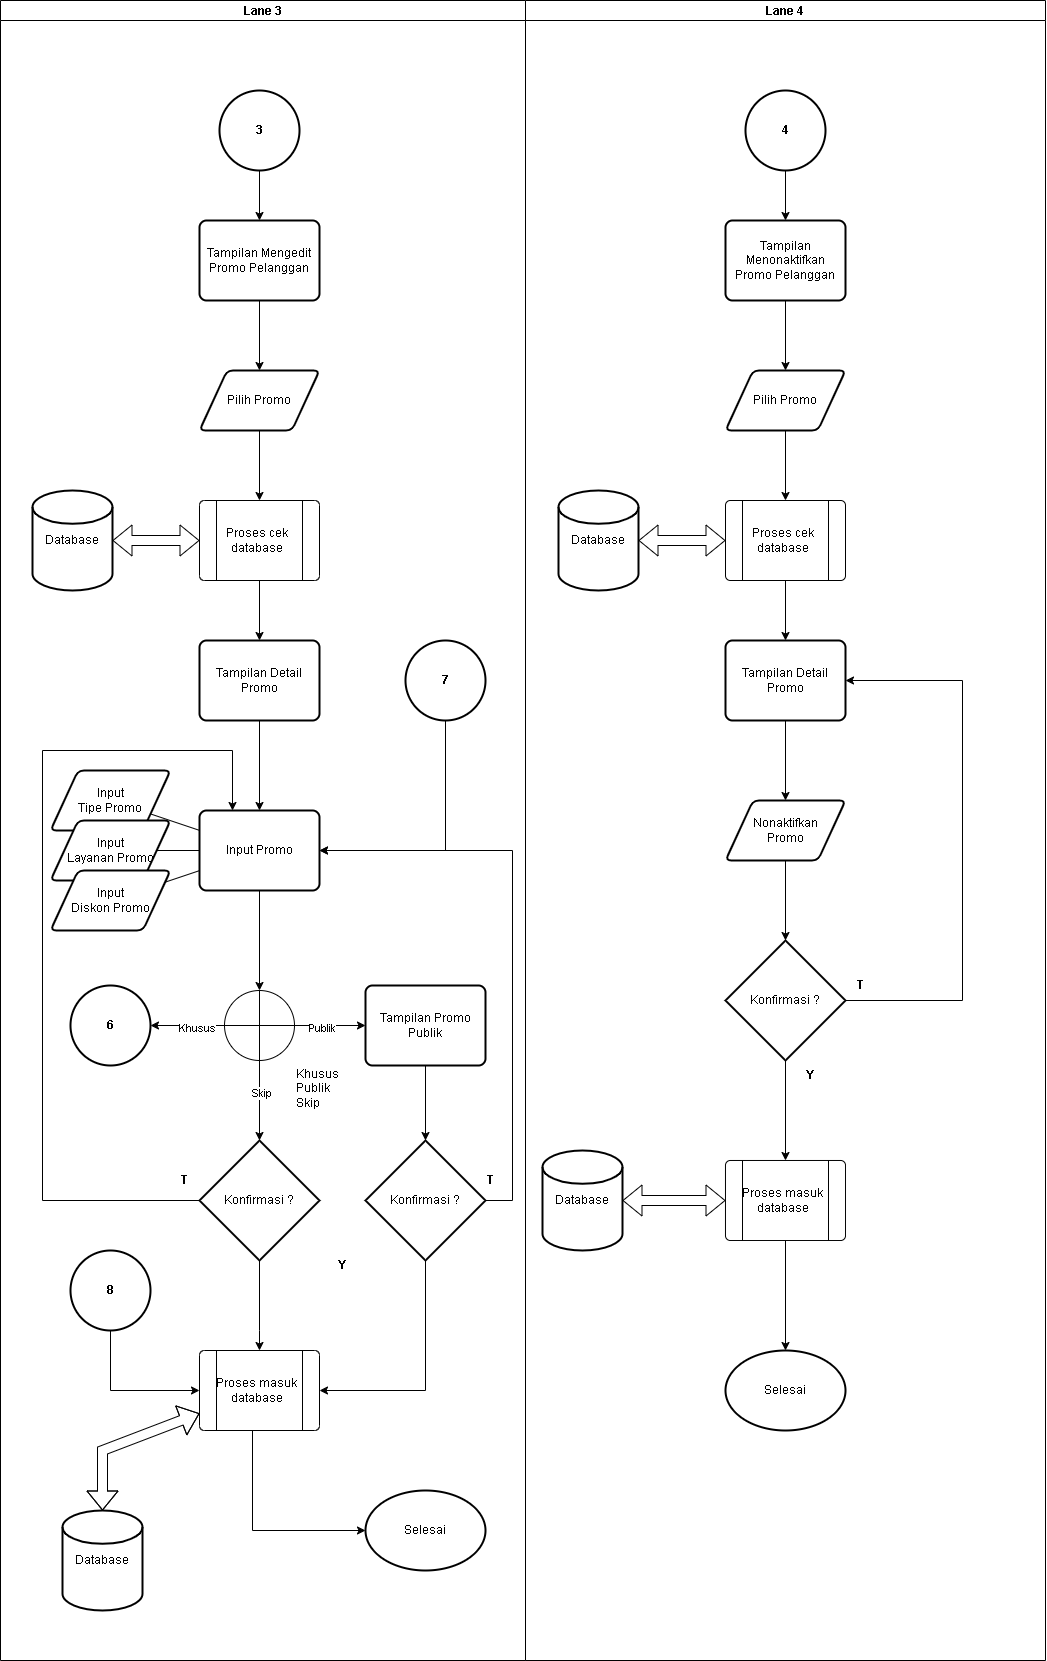 Lane 3
3
Tampilan Mengedit
Promo Pelanggan
Pilih Promo
Database
Proses cek
database
Tampilan Detail
Promo
7
Input
Tipe Promo
Input
Layanan Promo
Input
Diskon Promo
Input Promo
6
Khusus
Publik
Tampilan Promo
Publik
Skip
Khusus
Publik
Skip
T
Konfirmasi ?
Konfirmasi ?
T
Y
8
Proses masuk
database
Database
Selesai
Lane 4
4
Tampilan
Menonaktifkan
Promo Pelanggan
Pilih Promo
Database
Proses cek
database
Tampilan Detail
Promo
Nonaktifkan
Promo
Konfirmasi ?
T
Y
Database
Proses masuk
database
Selesai